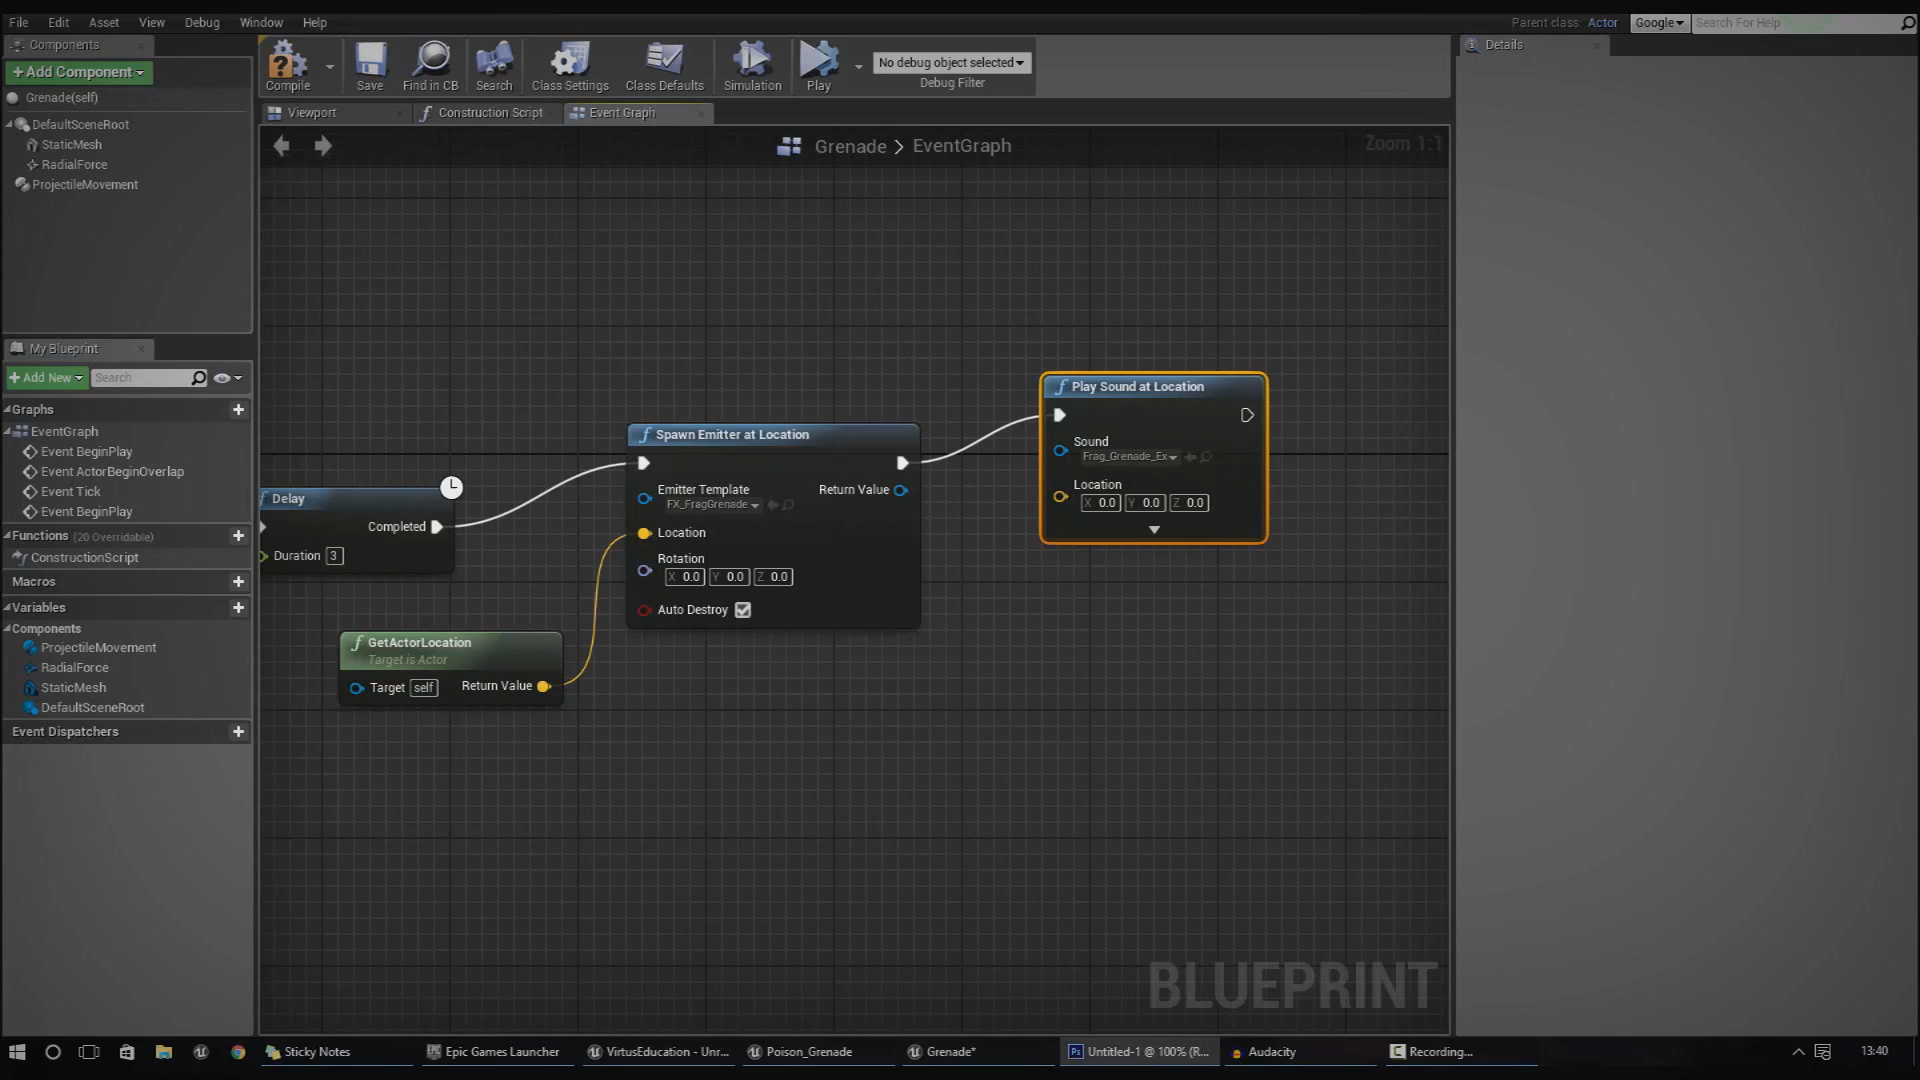 File Edit Asset View Debug Window Help
Parent class: Actor Google Search For Help
Components
Details
+ Add Component
Compile Save Find in CB Search Class Settings Class Defaults Simulation Play
No debug object selected
Debug Filter
Grenade(self)
DefaultSceneRoot
StaticMesh
RadialForce
ProjectileMovement
Viewport Construction Script Event Graph
Grenade > EventGraph
Zoom 1:1
My Blueprint
+ Add New Search
Graphs
EventGraph
Event BeginPlay
Event ActorBeginOverlap
Event Tick
Event BeginPlay
Functions (20 Overridable)
ConstructionScript
Macros
Variables
Components
ProjectileMovement
RadialForce
StaticMesh
DefaultSceneRoot
Event Dispatchers
Delay
Completed
Duration 3
GetActorLocation
Target is Actor
Target self Return Value
Spawn Emitter at Location
Emitter Template Return Value
FX_FragGrenade
Location
Rotation
X 0.0 Y 0.0 Z 0.0
Auto Destroy
Play Sound at Location
Sound
Frag_Grenade_Ex
Location
X 0.0 Y 0.0 Z 0.0
BLUEPRINT
Sticky Notes Epic Games Launcher VirtusEducation - Unr... Poison_Grenade Grenade* Untitled-1 @ 100% (R... Audacity Recording... 13:40